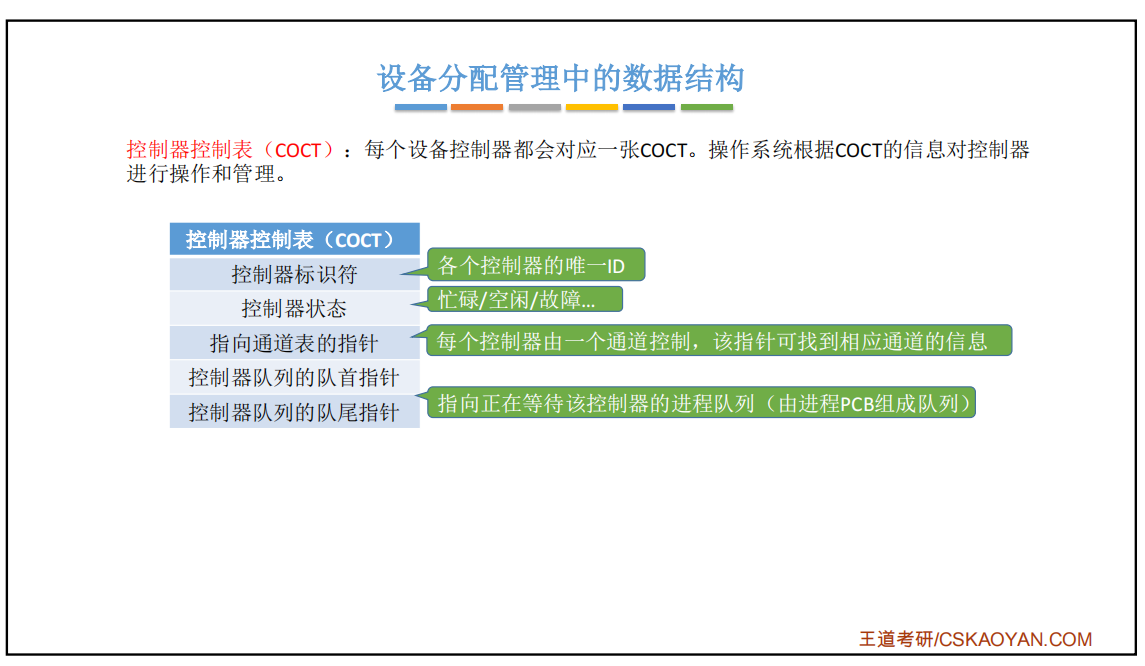 设备分配管理中的数据结构
控制器控制表（COCT）：每个设备控制器都会对应一张COCT。操作系统根据COCT的信息对控制器
进行操作和管理。
控制器控制表（COCT）
控制器标识符
各个控制器的唯一ID
控制器状态
忙碌/空闲/故障...
指向通道表的指针
每个控制器由一个通道控制，该指针可找到相应通道的信息
控制器队列的队首指针
控制器队列的队尾指针
指向正在等待该控制器的进程队列（由进程PCB组成队列）
王道考研/CSKAOYAN.COM